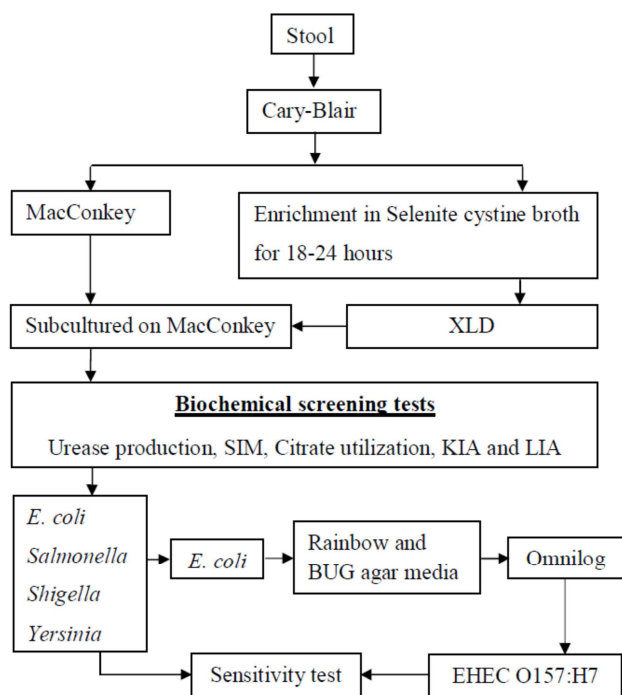 Stool
Cary-Blair
MacConkey
Enrichment in Selenite cystine broth
for 18-24 hours
Subcultured on MacConkey
XLD
Biochemical screening tests
Urease production, SIM, Citrate utilization, KIA and LIA
E. coli
Salmonella
Shigella
Yersinia
E. coli
Rainbow and
BUG agar media
Omnilog
Sensitivity test
EHEC O157:H7